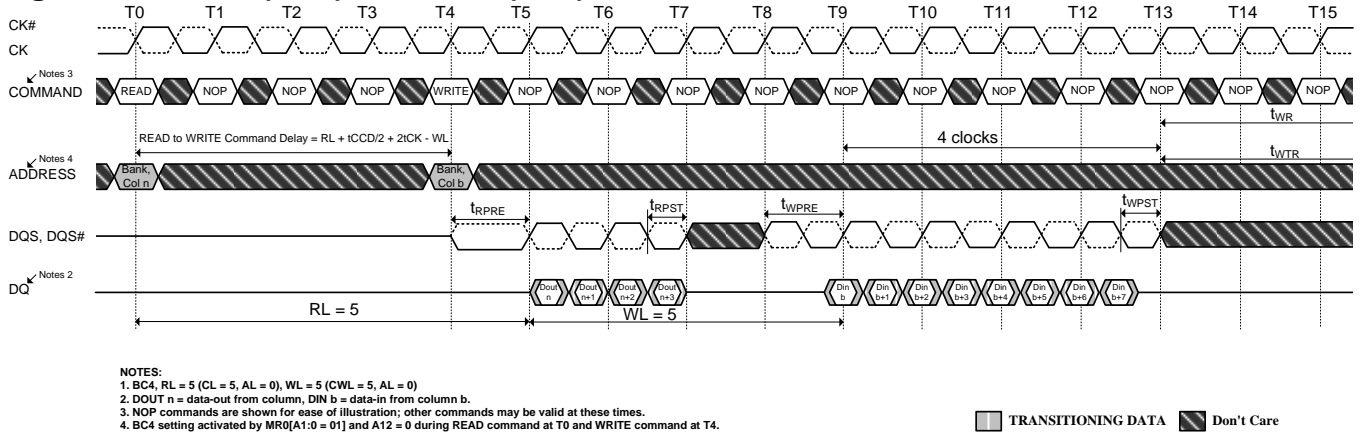 T0 T1 T2 T3 T4 T5 T6 T7 T8 T9 T10 T11 T12 T13 T14 T15
CK#
CK
Notes 3
COMMAND READ NOP NOP NOP WRITE NOP NOP NOP NOP NOP NOP NOP NOP NOP NOP NOP
READ to WRITE Command Delay = RL + tCCD/2 + 2tCK - WL
4 clocks
tWR
tWTR
Notes 4
ADDRESS Bank, Col n Bank, Col b
tRPRE tRPST tWPRE tWPST
DQS, DQS#
Notes 2
DQ Dout n Dout n+1 Dout n+2 Dout n+3 Din b Din b+1 Din b+2 Din b+3 Din b+4 Din b+5 Din b+6 Din b+7
RL = 5 WL = 5
NOTES:
1. BC4, RL = 5 (CL = 5, AL = 0), WL = 5 (CWL = 5, AL = 0)
2. DOUT n = data-out from column, DIN b = data-in from column b.
3. NOP commands are shown for ease of illustration; other commands may be valid at these times.
4. BC4 setting activated by MR0[A1:0 = 01] and A12 = 0 during READ command at T0 and WRITE command at T4.
TRANSITIONING DATA Don't Care